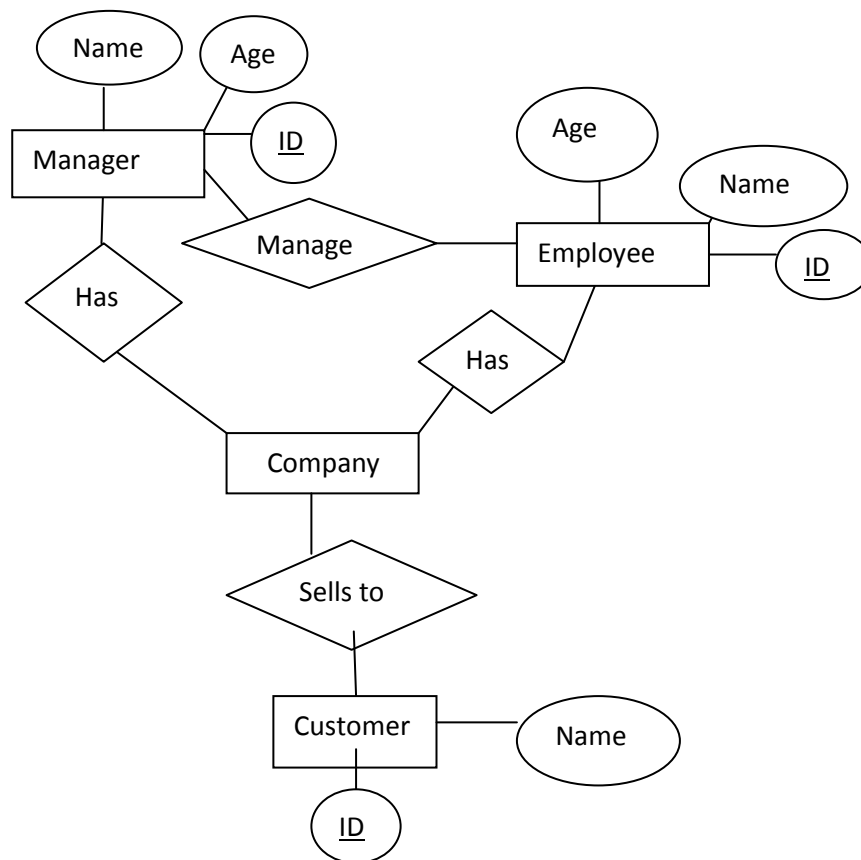 Name
Age
ID
Manager
Age
Name
Manage
Employee
ID
Has
Has
Company
Sells to
Customer
Name
ID